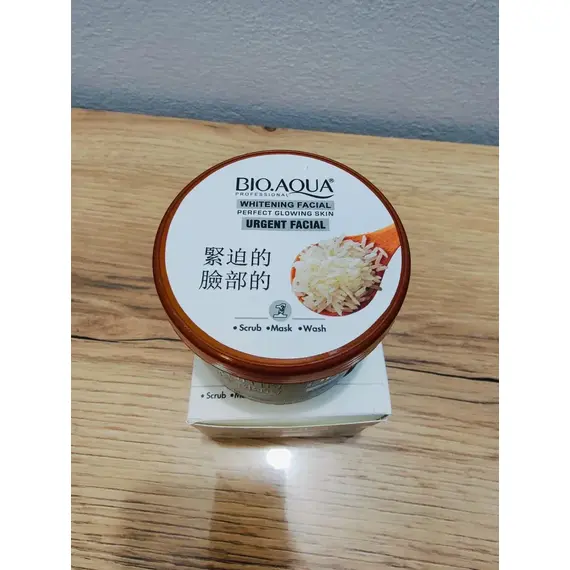 BIO.AQUA®
PROFESSIONAL
WHITENING FACIAL
PERFECT GLOWING SKIN
URGENT FACIAL
緊迫的
臉部的
• Scrub • Mask • Wash
• Scrub